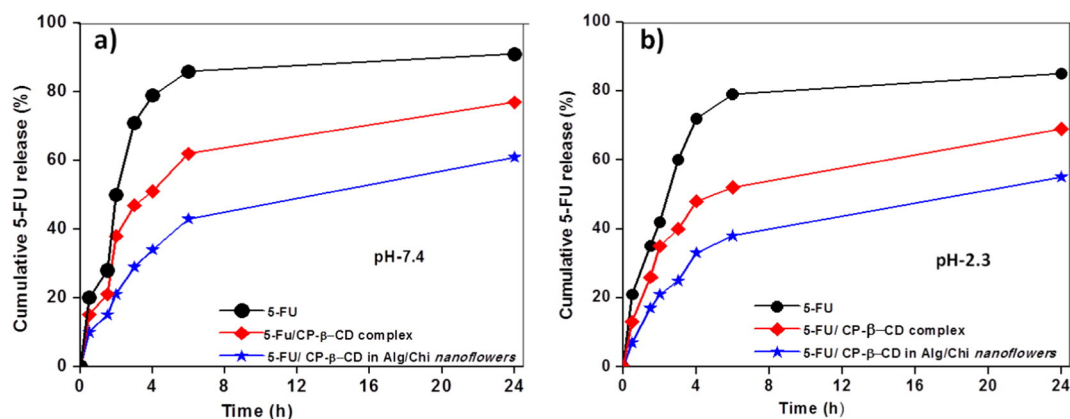 a)
Cumulative 5-FU release (%)
100
80
60
40
20
0
pH-7.4
5-FU
5-Fu/CP-β-CD complex
5-FU/ CP-β-CD in Alg/Chi nanoflowers
0 4 8 12 16 20 24
Time (h)
b)
Cumulative 5-FU release (%)
100
80
60
40
20
0
pH-2.3
5-FU
5-FU/ CP-β-CD complex
5-FU/ CP-β-CD in Alg/Chi nanoflowers
0 4 8 12 16 20 24
Time (h)